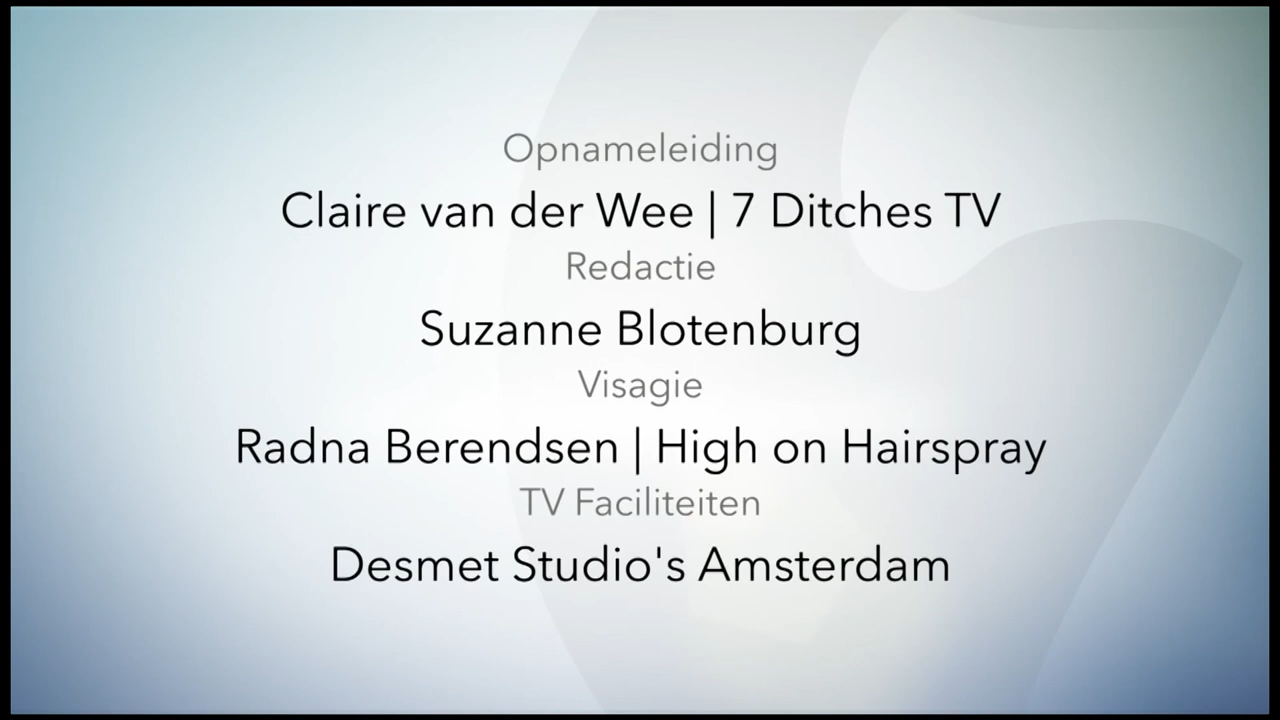 Opnameleiding
Claire van der Wee | 7 Ditches TV
Redactie
Suzanne Blotenburg
Visagie
Radna Berendsen | High on Hairspray
TV Faciliteiten
Desmet Studio's Amsterdam